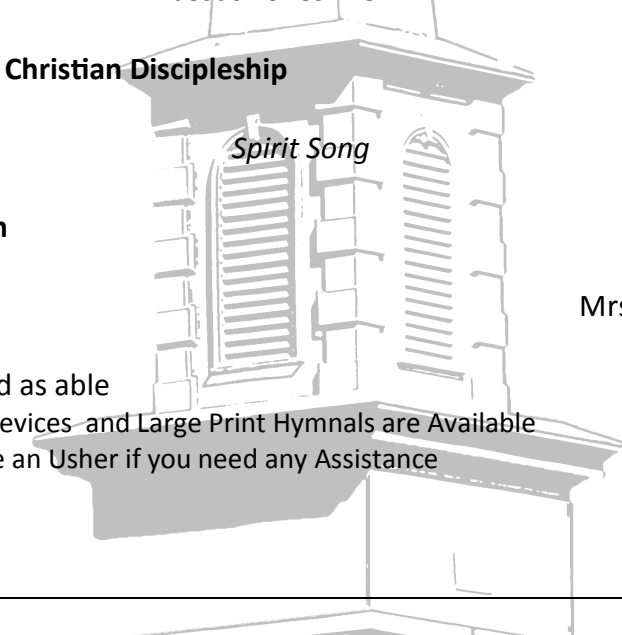 Christian Discipleship
Spirit Song
Mrs
d as able
evices and Large Print Hymnals are Available
e an Usher if you need any Assistance